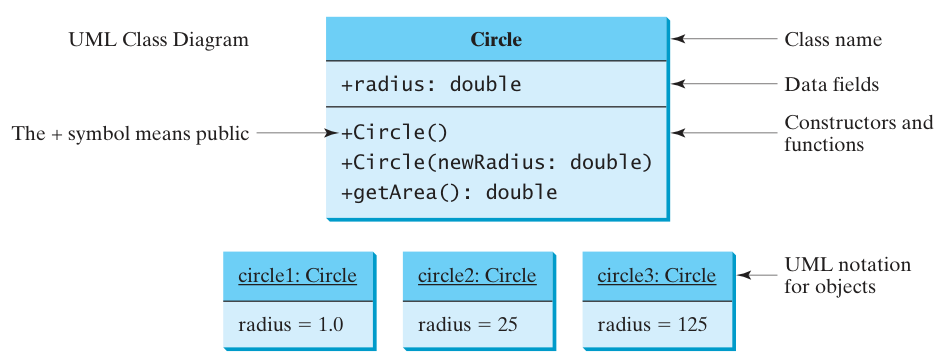 UML Class Diagram
Circle
Class name
+radius: double
Data fields
The + symbol means public
+Circle()
Constructors and
functions
+Circle(newRadius: double)
+getArea(): double
circle1: Circle
circle2: Circle
circle3: Circle
UML notation
for objects
radius = 1.0
radius = 25
radius = 125